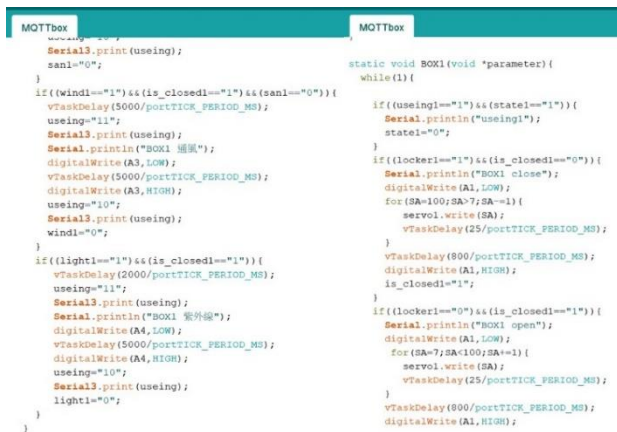 MQTTbox
Serial3.print(useing);
san1="0";
}
if((wind1=="1")&&(is_closed1=="1")&&(san1=="0")){
vTaskDelay(5000/portTICK_PERIOD_MS);
useing="11";
Serial3.print(useing);
Serial.println("BOX1 通風");
digitalWrite(A3,LOW);
vTaskDelay(5000/portTICK_PERIOD_MS);
digitalWrite(A3,HIGH);
useing="10";
Serial3.print(useing);
wind1="0";
}
if((light1=="1")&&(is_closed1=="1")){
vTaskDelay(2000/portTICK_PERIOD_MS);
useing="11";
Serial3.print(useing);
Serial.println("BOX1 紫外線");
digitalWrite(A4,LOW);
vTaskDelay(5000/portTICK_PERIOD_MS);
digitalWrite(A4,HIGH);
useing="10";
Serial3.print(useing);
light1="0";
}
}
MQTTbox
static void BOX1(void *parameter){
while(1){
if((useing1=="1")&&(state1=="1")){
Serial.println("useing1");
state1="0";
}
if((locker1=="1")&&(is_closed1=="0")){
Serial.println("BOX1 close");
digitalWrite(A1,LOW);
for(SA=100;SA>7;SA-=1){
servo1.write(SA);
vTaskDelay(25/portTICK_PERIOD_MS);
}
vTaskDelay(800/portTICK_PERIOD_MS);
digitalWrite(A1,HIGH);
is_closed1="1";
}
if((locker1=="0")&&(is_closed1=="1")){
Serial.println("BOX1 open");
digitalWrite(A1,LOW);
for(SA=7;SA<100;SA+=1){
servo1.write(SA);
vTaskDelay(25/portTICK_PERIOD_MS);
}
vTaskDelay(800/portTICK_PERIOD_MS);
digitalWrite(A1,HIGH);